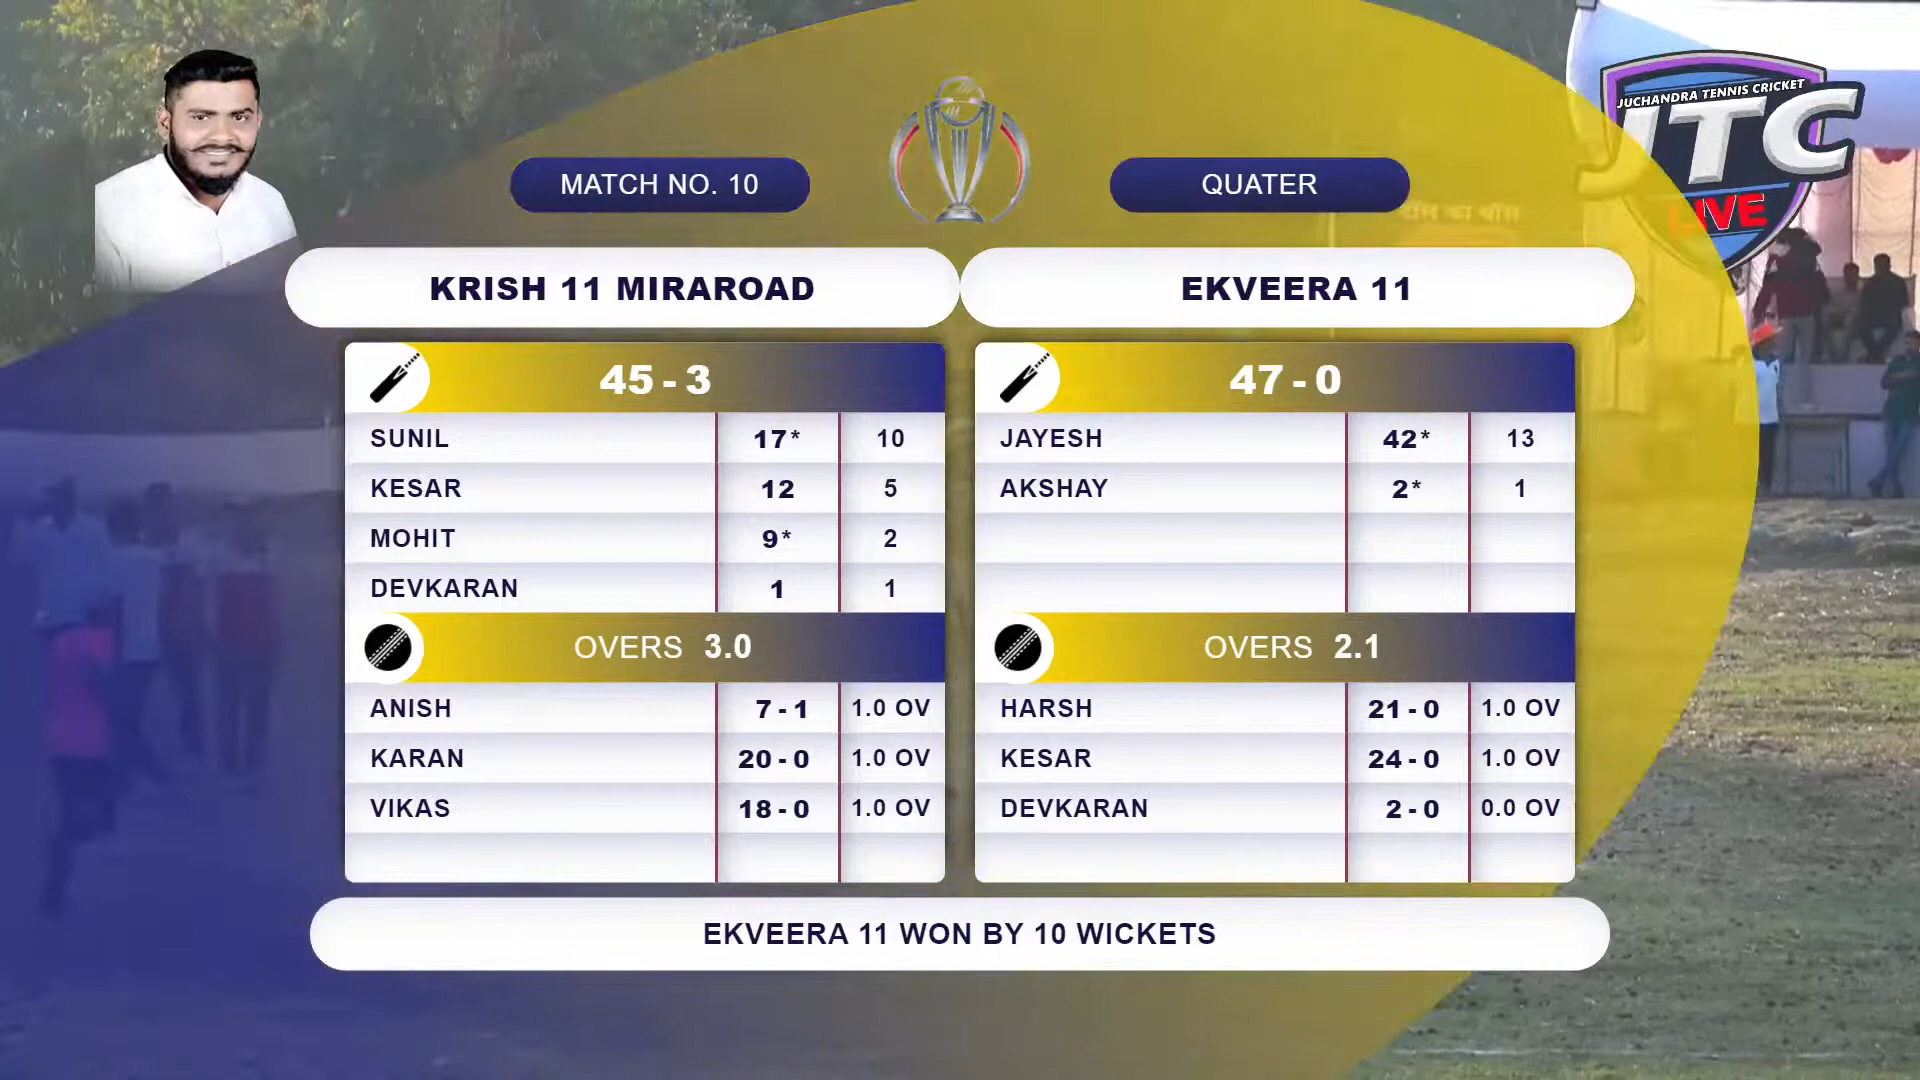 JUCHANDRA TENNIS CRICKET
JTC
LIVE
MATCH NO. 10
QUATER
KRISH 11 MIRAROAD
EKVEERA 11
45 - 3
SUNIL 17* 10
KESAR 12 5
MOHIT 9* 2
DEVKARAN 1 1
OVERS 3.0
ANISH 7 - 1 1.0 OV
KARAN 20 - 0 1.0 OV
VIKAS 18 - 0 1.0 OV
47 - 0
JAYESH 42* 13
AKSHAY 2* 1
OVERS 2.1
HARSH 21 - 0 1.0 OV
KESAR 24 - 0 1.0 OV
DEVKARAN 2 - 0 0.0 OV
EKVEERA 11 WON BY 10 WICKETS